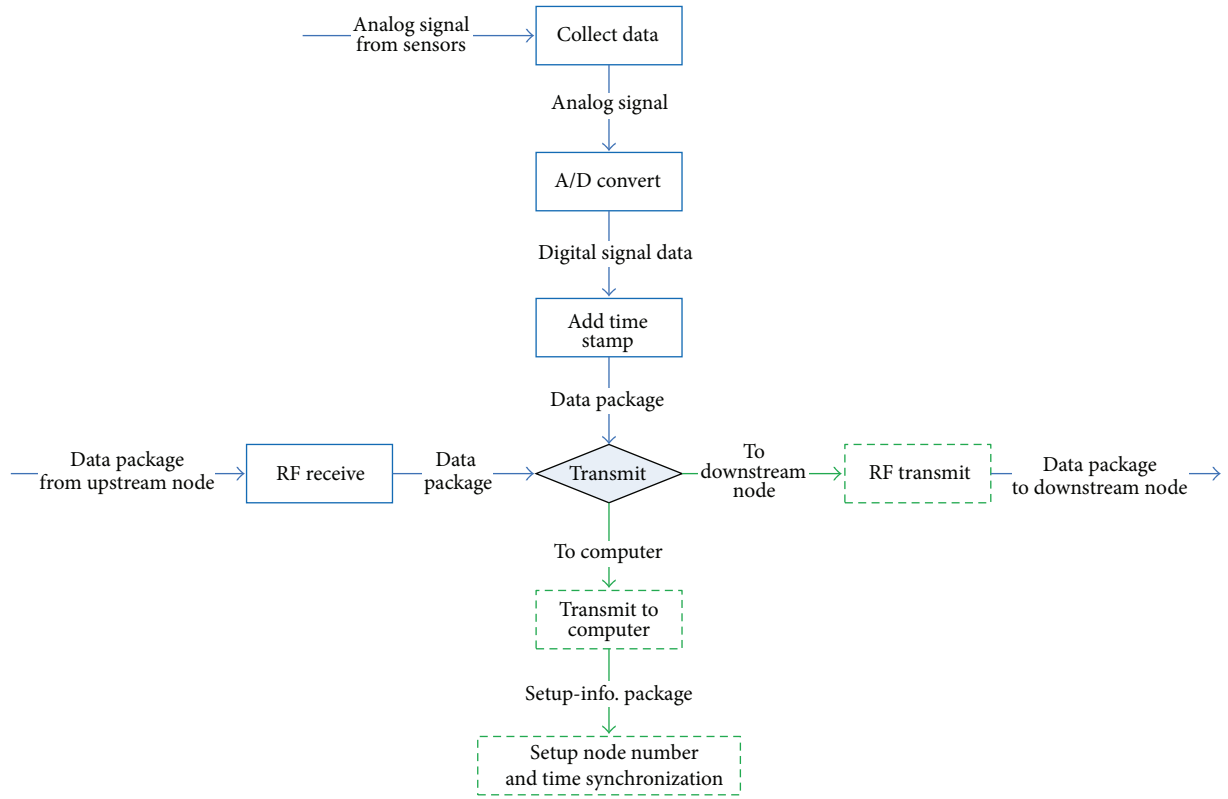 Analog signal
from sensors
Collect data
Analog signal
A/D convert
Digital signal data
Add time
stamp
Data package
Data package
from upstream node
RF receive
Data
package
Transmit
To
downstream
node
RF transmit
Data package
to downstream node
To computer
Transmit to
computer
Setup-info. package
Setup node number
and time synchronization